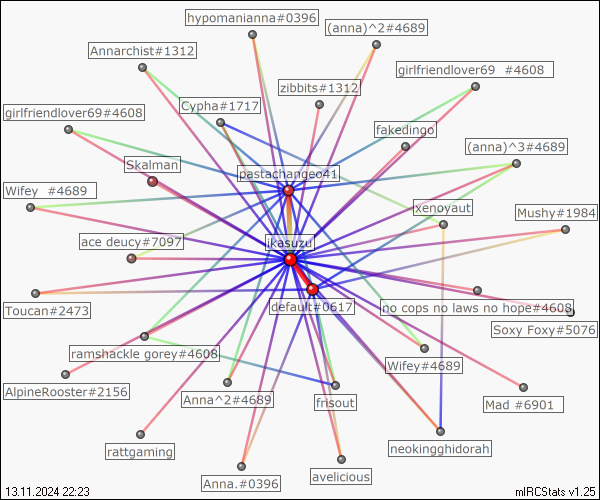 hypomanianna#0396
(anna)^2#4689
Annarchist#1312
girlfriendlover69 #4608
zibbits#1312
Cypha#1717
girlfriendlover69#4608
fakedingo
(anna)^3#4689
Skalman
pastachangeo41
Wifey #4689
xenoyaut
Mushy#1984
ace deucy#7097
ikasuzu
default#0617
no cops no laws no hope#4608
Toucan#2473
Soxy Foxy#5076
ramshackle gorey#4608
Wifey#4689
AlpineRooster#2156
Anna^2#4689
frisout
Mad #6901
rattgaming
neokingghidorah
Anna.#0396
avelicious
13.11.2024 22:23
mIRCStats v1.25